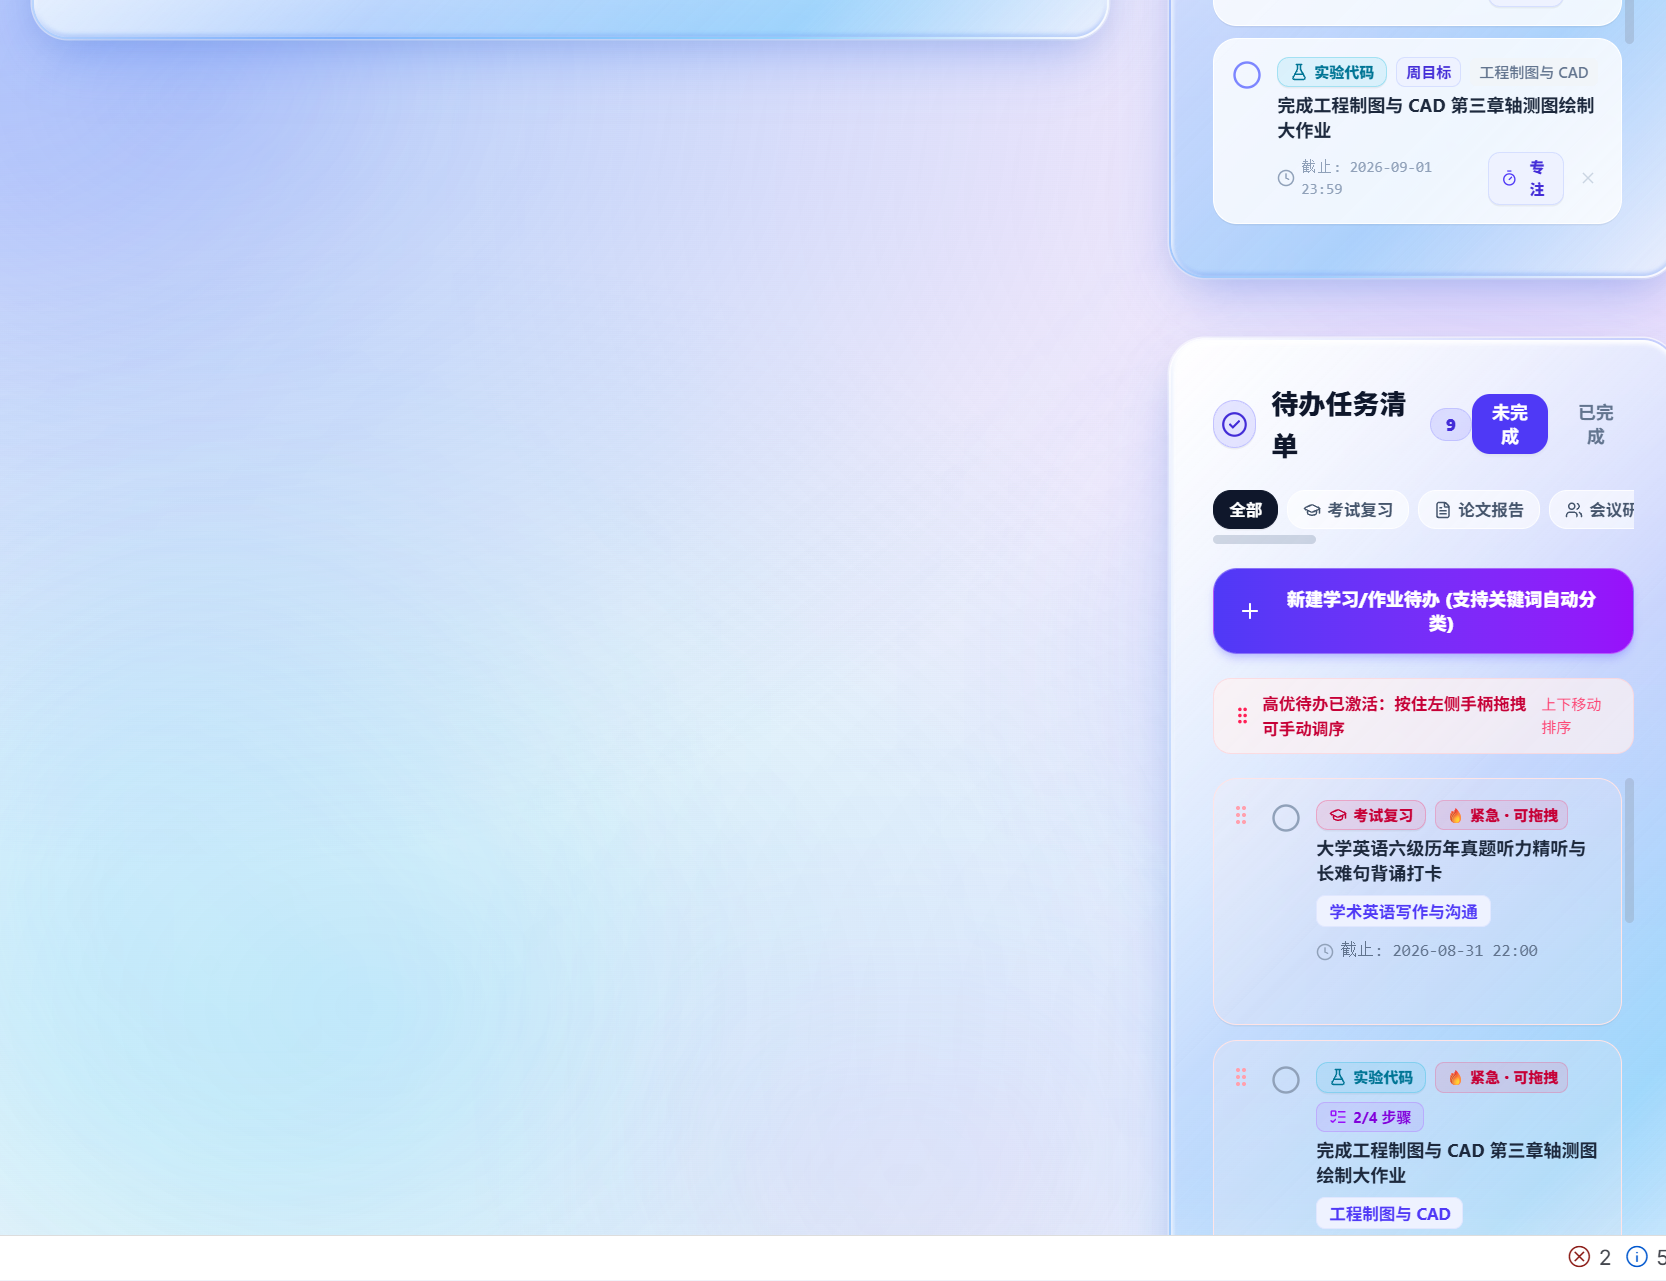 实验代码 周目标 工程制图与 CAD
完成工程制图与 CAD 第三章轴测图绘制
大作业
截止: 2026-09-01
23:59
专
注
待办任务清
单
9
未完
成
已完
成
全部 考试复习 论文报告 会议研
新建学习/作业待办 (支持关键词自动分
类)
高优待办已激活：按住左侧手柄拖拽
可手动调序
上下移动
排序
考试复习 紧急·可拖拽
大学英语六级历年真题听力精听与
长难句背诵打卡
学术英语写作与沟通
截止: 2026-08-31 22:00
实验代码 紧急·可拖拽
2/4 步骤
完成工程制图与 CAD 第三章轴测图
绘制大作业
工程制图与 CAD
2 5